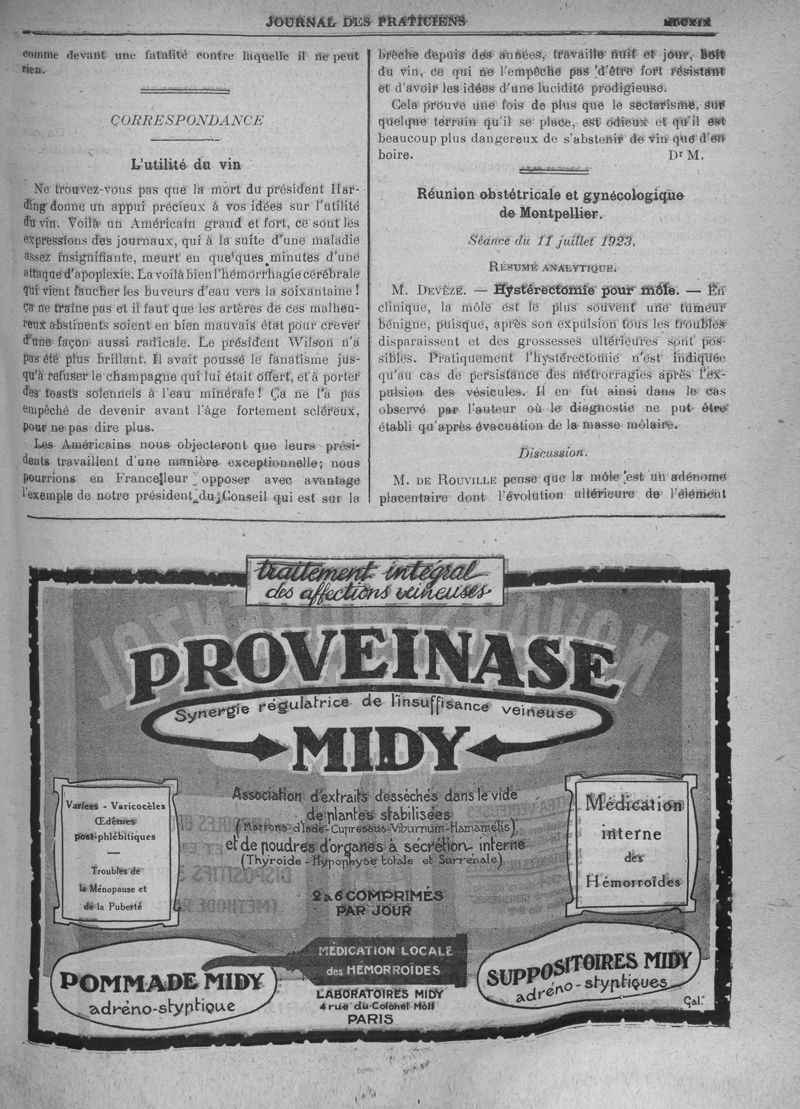 JOURNAL DES PRATICIENS
comme devant une fatalité contre laquelle il ne peut
rien.
CORRESPONDANCE
L'utilité du vin
Ne trouvez-vous pas que la mort du président Har-
ding donne un appui précieux à vos idées sur l'utilité
du vin. Voilà un Américain grand et fort, ce sont les
expressions des journaux, qui à la suite d'une maladie
assez insignifiante, meurt en quelques minutes d'une
attaque d'apoplexie. La voilà bien l'hémorrhagie cérébrale
qui vient faucher les buveurs d'eau vers la soixantaine !
Ça ne traîne pas et il faut que les artères de ces malheu-
reux abstinents soient en bien mauvais état pour crever
d'une façon aussi radicale. Le président Wilson n'a
pas été plus brillant. Il avait poussé le fanatisme jus-
qu'à refuser le champagne qui lui était offert, et à porter
des toasts solennels à l'eau minérale ! Ça ne l'a pas
empêché de devenir avant l'âge fortement scléreux,
pour ne pas dire plus.
Les Américains nous objecteront que leurs prési-
dents travaillent d'une manière exceptionnelle; nous
pourrions en France leur opposer avec avantage
l'exemple de notre président du Conseil qui est sur la
brèche depuis des années, travaille nuit et jour, boit
du vin, ce qui ne l'empêche pas d'être fort résistant
et d'avoir les idées d'une lucidité prodigieuse.
Cela prouve une fois de plus que le sectarisme, sur
quelque terrain qu'il se place, est odieux et qu'il est
beaucoup plus dangereux de s'abstenir de vin que d'en
boire. Dr M.
Réunion obstétricale et gynécologique
de Montpellier.
Séance du 11 juillet 1923.
RÉSUMÉ ANALYTIQUE.
M. DEVÈZE. — Hystérectomie pour môle. — En
clinique, la môle est le plus souvent une tumeur
bénigne, puisque, après son expulsion tous les troubles
disparaissent et des grossesses ultérieures sont pos-
sibles. Pratiquement l'hystérectomie n'est indiquée
qu'au cas de persistance des métrorragies après l'ex-
pulsion des vésicules. Il en fut ainsi dans le cas
observé par l'auteur où le diagnostic ne put être
établi qu'après évacuation de la masse môlaire.
Discussion.
M. DE ROUVILLE pense que la môle est un adénome
placentaire dont l'évolution ultérieure de l'élément
traitement intégral
des affections veineuses
PROVEINASE
Synergie régulatrice de l'insuffisance veineuse
MIDY
Varices - Varicocèles
Œdèmes
post-phlébitiques
—
Troubles de
la Ménopause et
de la Puberté
Association d'extraits desséchés dans le vide
de plantes stabilisées
(Marrons d'Inde-Cupressus-Viburnum-Hamamelis)
et de poudres d'organes à sécrétion interne
(Thyroïde - Hypophyse totale et Surrénale)
2 à 6 COMPRIMÉS
PAR JOUR
Médication
interne
des
Hémorroïdes
POMMADE MIDY
adréno-styptique
MÉDICATION LOCALE
des HÉMORROÏDES
LABORATOIRES MIDY
4 rue du Colonel Moll
PARIS
SUPPOSITOIRES MIDY
adréno-styptiques
Gal.